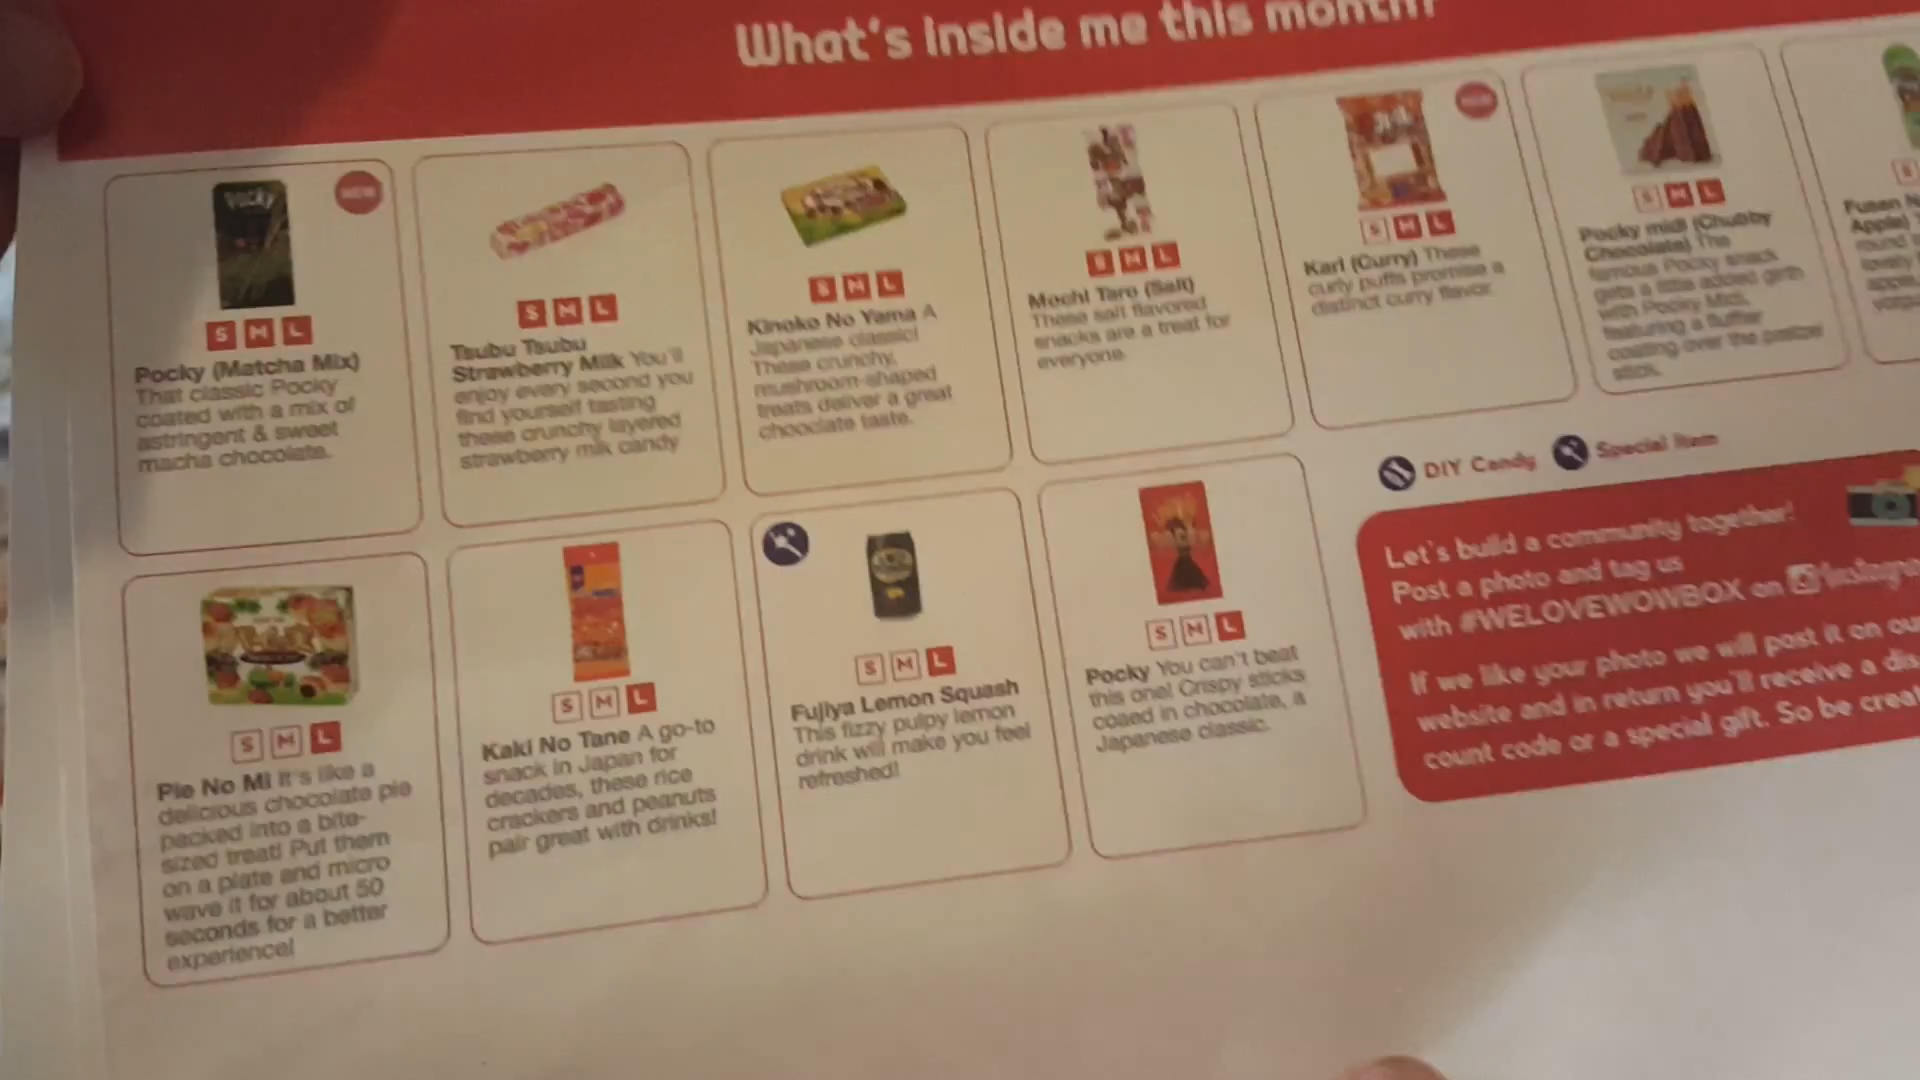 What's inside me this month?
POCKY
NEW
S M L
Pocky (Matcha Mix)
That classic Pocky
coated with a mix of
astringent & sweet
macha chocolate.
S M L
Tsubu Tsubu
Strawberry Milk You'll
enjoy every second you
find yourself tasting
these crunchy layered
strawberry milk candy
S M L
Kinoko No Yama A
Japanese classic!
These crunchy,
mushroom-shaped
treats deliver a great
chocolate taste.
S M L
Mochi Taro (Salt)
These salt flavored
snacks are a treat for
everyone.
NEW
S M L
Karl (Curry) These
curly puffs promise a
distinct curry flavor.
S M L
Pocky midi (Chubby
Chocolate) The
famous Pocky snack
gets a little added girth
with Pocky Midi,
featuring a fluffier
coating over the pretzel
stick.
S
Apple)
round
lovely
S M L
Pie No Mi It's like a
delicious chocolate pie
packed into a bite-
sized treat! Put them
on a plate and micro
wave it for about 50
seconds for a better
experience!
S M L
Kaki No Tane A go-to
snack in Japan for
decades, these rice
crackers and peanuts
pair great with drinks!
S M L
Fujiya Lemon Squash
This fizzy pulpy lemon
drink will make you feel
refreshed!
S M L
Pocky You can't beat
this one! Crispy sticks
coaed in chocolate, a
Japanese classic.
DIY Candy Special Item
Let's build a community together!
Post a photo and tag us
with #WELOVEWOWBOX on
If we like your photo we will post it on our
website and in return you'll receive a dis
count code or a special gift. So be creat